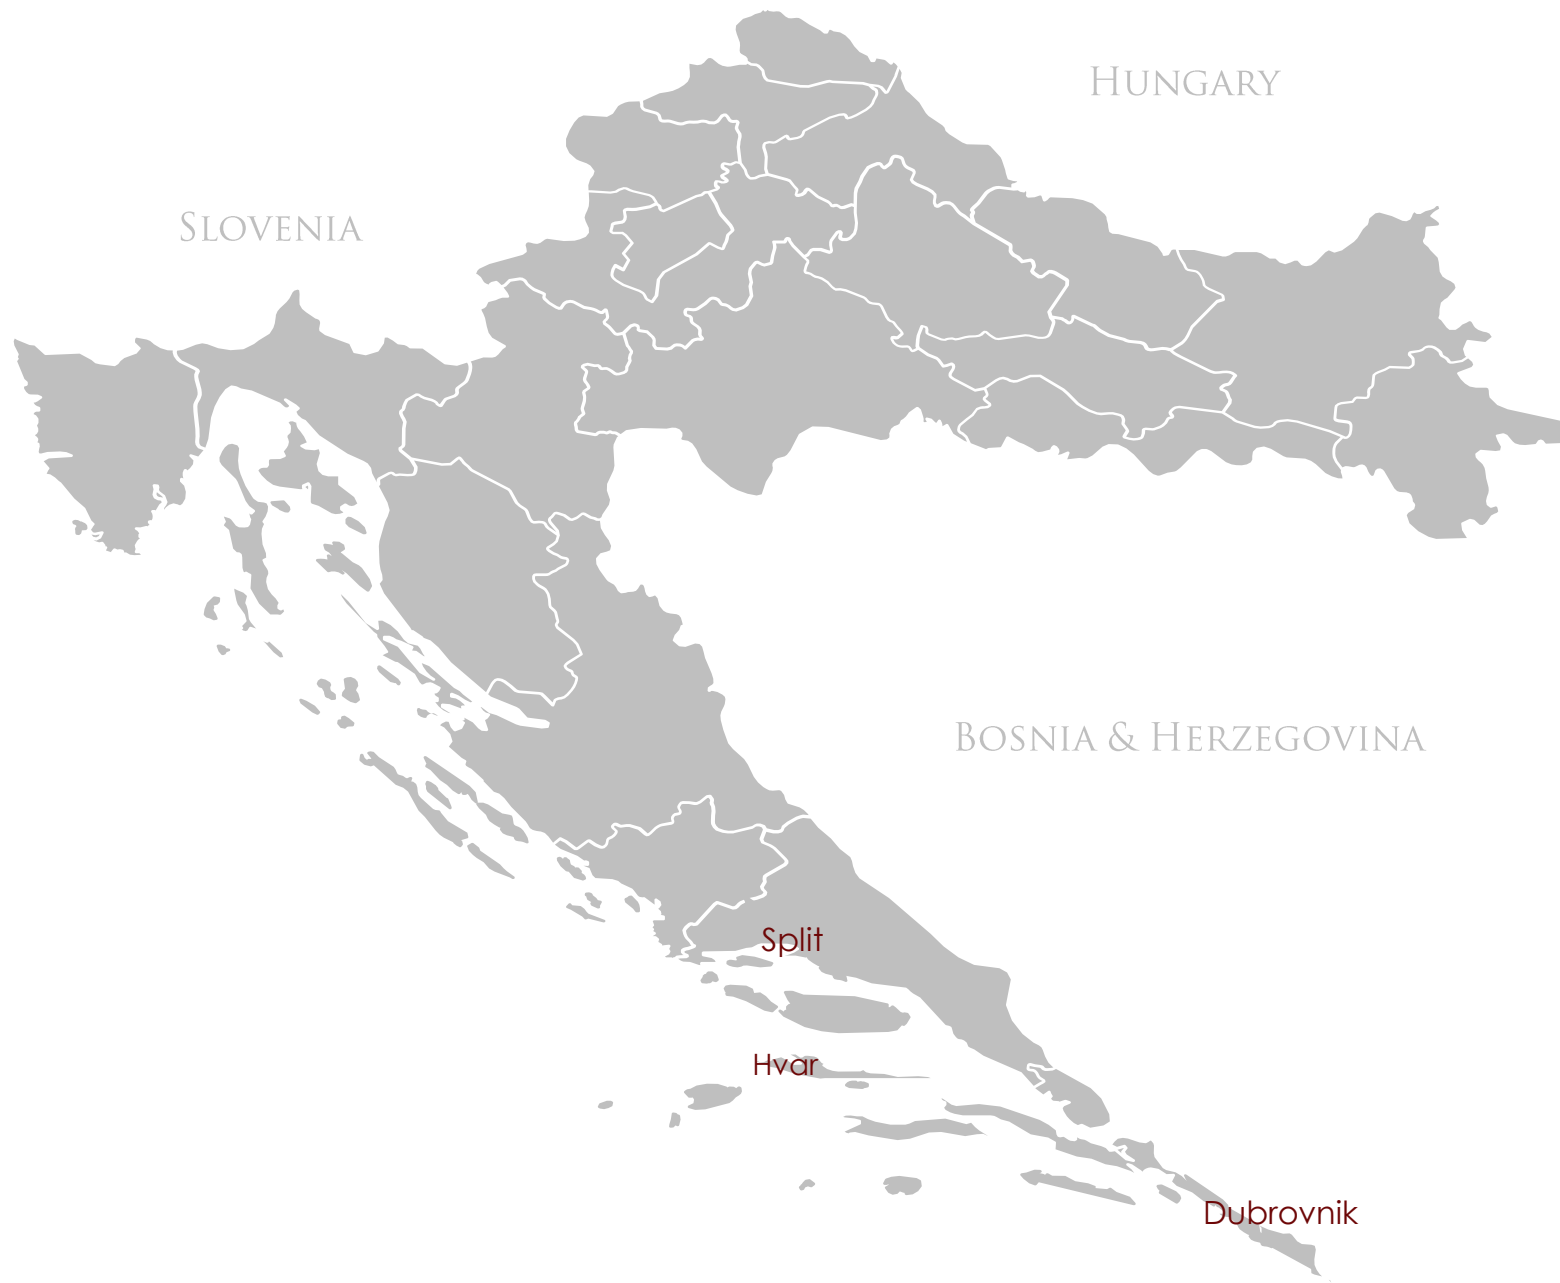 Hungary
Slovenia
Bosnia & Herzegovina
Split
Hvar
Dubrovnik